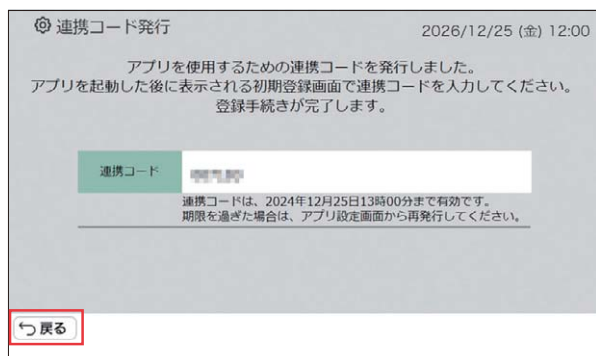 連携コード発行
2026/12/25 (金) 12:00
アプリを使用するための連携コードを発行しました。
アプリを起動した後に表示される初期登録画面で連携コードを入力してください。
登録手続きが完了します。
連携コード
連携コードは、2024年12月25日13時00分まで有効です。
期限を過ぎた場合は、アプリ設定画面から再発行してください。
戻る